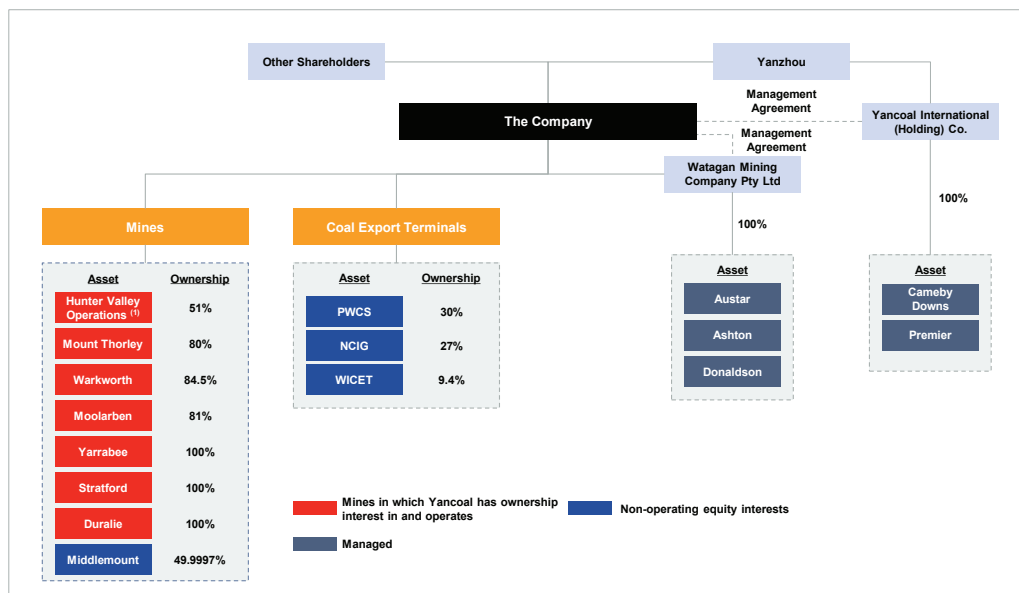 Other Shareholders
Yanzhou
Management
Agreement
The Company
Yancoal International
(Holding) Co.
Management
Agreement
Watagan Mining
Company Pty Ltd
100%
100%
Mines
Coal Export Terminals
Asset Ownership
Hunter Valley
Operations (1) 51%
Mount Thorley 80%
Warkworth 84.5%
Moolarben 81%
Yarrabee 100%
Stratford 100%
Duralie 100%
Middlemount 49.9997%
Asset Ownership
PWCS 30%
NCIG 27%
WICET 9.4%
Asset
Austar
Ashton
Donaldson
Asset
Cameby
Downs
Premier
Mines in which Yancoal has ownership
interest in and operates
Non-operating equity interests
Managed